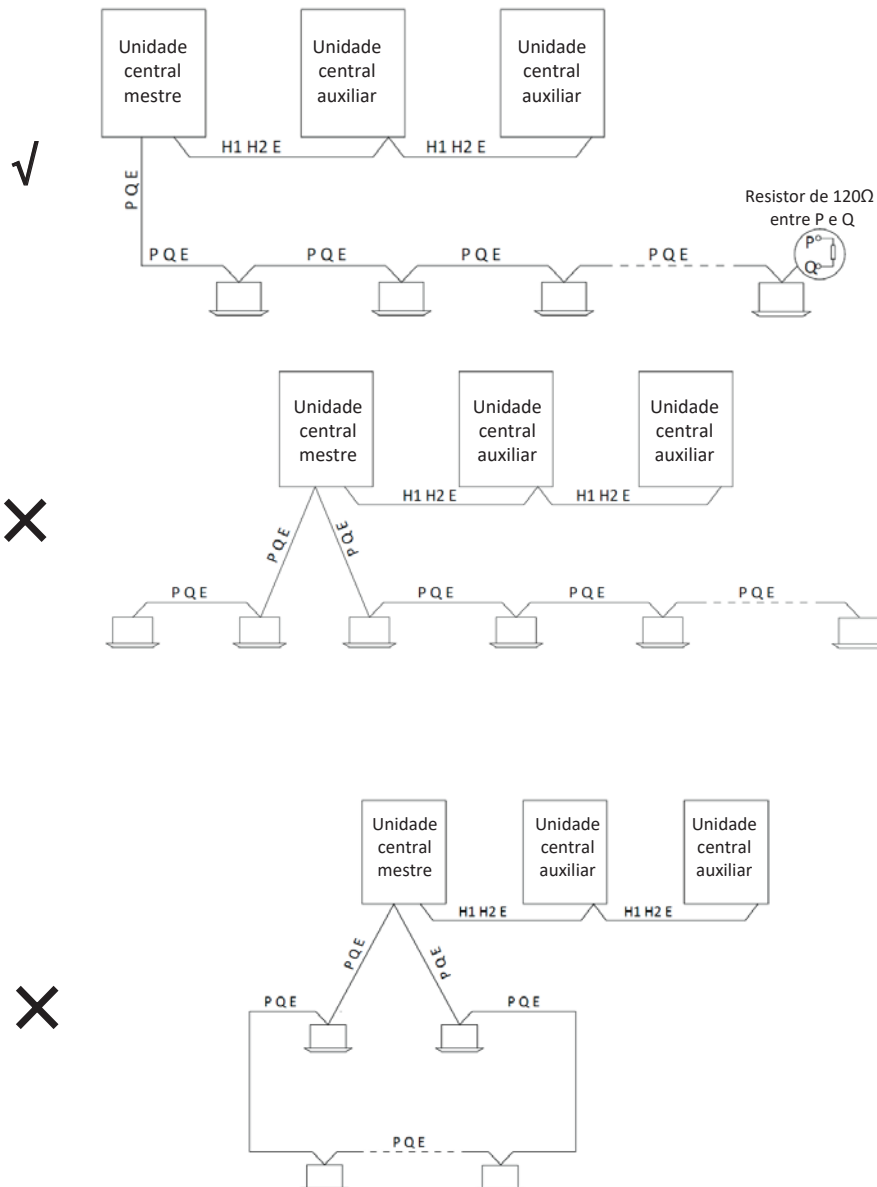 Unidade
central
mestre
Unidade
central
auxiliar
Unidade
central
auxiliar
H1 H2 E
H1 H2 E
√
P Q E
Resistor de 120Ω
entre P e Q
P
Q
P Q E
P Q E
P Q E
P Q E
Unidade
central
mestre
Unidade
central
auxiliar
Unidade
central
auxiliar
H1 H2 E
H1 H2 E
P Q E
P Q E
P Q E
P Q E
P Q E
P Q E
Unidade
central
mestre
Unidade
central
auxiliar
Unidade
central
auxiliar
H1 H2 E
H1 H2 E
P Q E
P Q E
P Q E
P Q E
P Q E